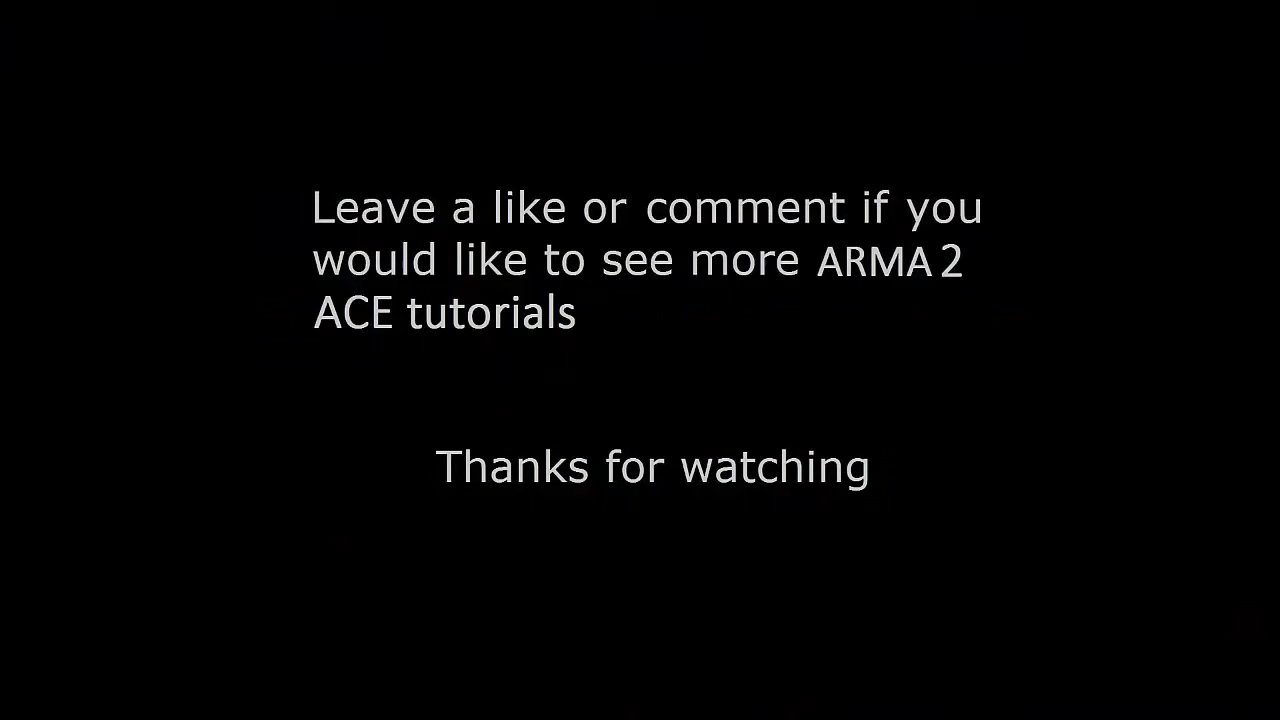 Leave a like or comment if you
would like to see more ARMA 2
ACE tutorials
Thanks for watching